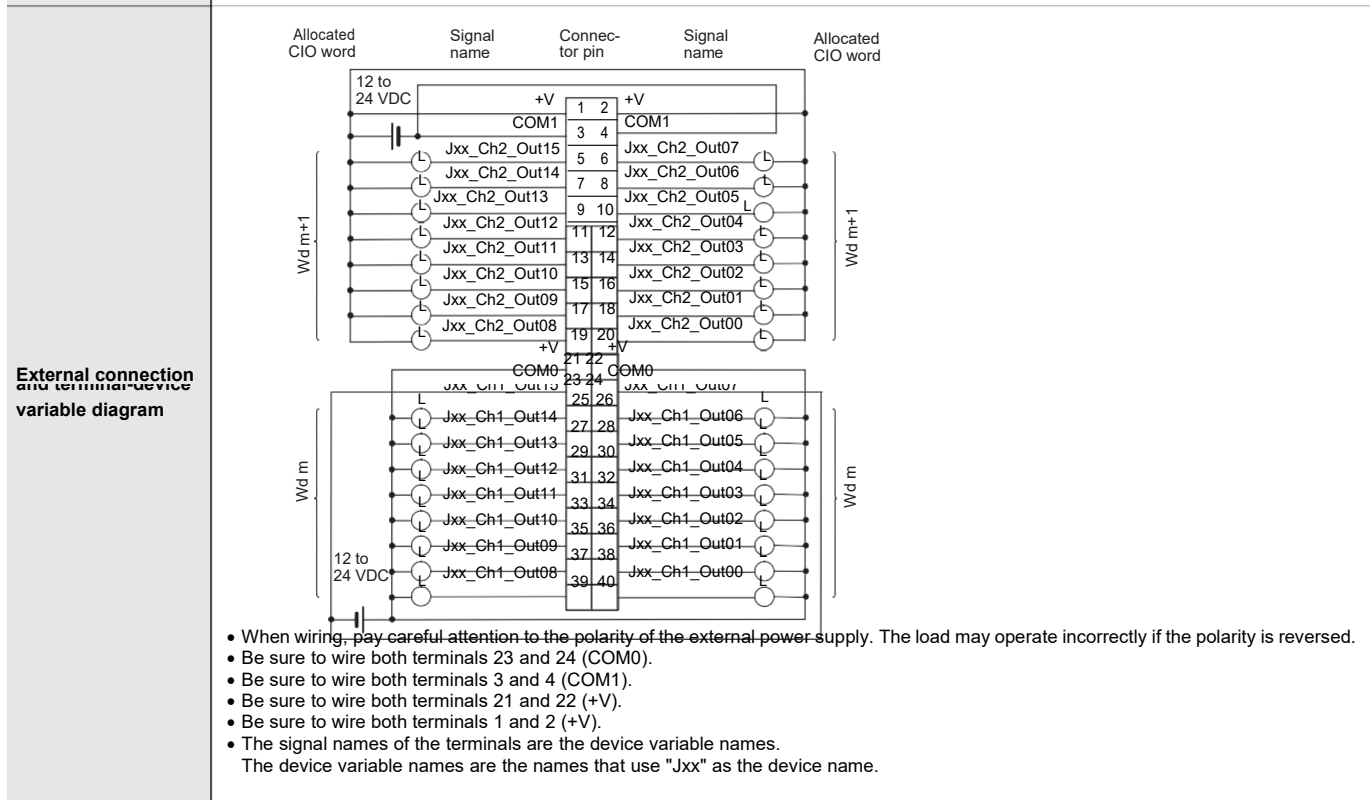 Allocated CIO word
Signal name
Connec-tor pin
Signal name
Allocated CIO word
12 to
24 VDC
+V 1 2 +V
COM1 3 4 COM1
Jxx_Ch2_Out15 5 6 Jxx_Ch2_Out07
L L
Jxx_Ch2_Out14 7 8 Jxx_Ch2_Out06
L L
Jxx_Ch2_Out13 9 10 Jxx_Ch2_Out05
L L
Jxx_Ch2_Out12 11 12 Jxx_Ch2_Out04
L L
Jxx_Ch2_Out11 13 14 Jxx_Ch2_Out03
L L
Jxx_Ch2_Out10 15 16 Jxx_Ch2_Out02
L L
Jxx_Ch2_Out09 17 18 Jxx_Ch2_Out01
L L
Jxx_Ch2_Out08 19 20 Jxx_Ch2_Out00
L L
Wd m+1
Wd m+1
+V 21 22 +V
COM0 23 24 COM0
Jxx_Ch1_Out15 25 26 Jxx_Ch1_Out07
L L
Jxx_Ch1_Out14 27 28 Jxx_Ch1_Out06
L L
Jxx_Ch1_Out13 29 30 Jxx_Ch1_Out05
L L
Jxx_Ch1_Out12 31 32 Jxx_Ch1_Out04
L L
Jxx_Ch1_Out11 33 34 Jxx_Ch1_Out03
L L
Jxx_Ch1_Out10 35 36 Jxx_Ch1_Out02
L L
Jxx_Ch1_Out09 37 38 Jxx_Ch1_Out01
L L
Jxx_Ch1_Out08 39 40 Jxx_Ch1_Out00
L L
Wd m
Wd m
12 to
24 VDC
External connection
and terminal-device
variable diagram
• When wiring, pay careful attention to the polarity of the external power supply. The load may operate incorrectly if the polarity is reversed.
• Be sure to wire both terminals 23 and 24 (COM0).
• Be sure to wire both terminals 3 and 4 (COM1).
• Be sure to wire both terminals 21 and 22 (+V).
• Be sure to wire both terminals 1 and 2 (+V).
• The signal names of the terminals are the device variable names.
The device variable names are the names that use "Jxx" as the device name.